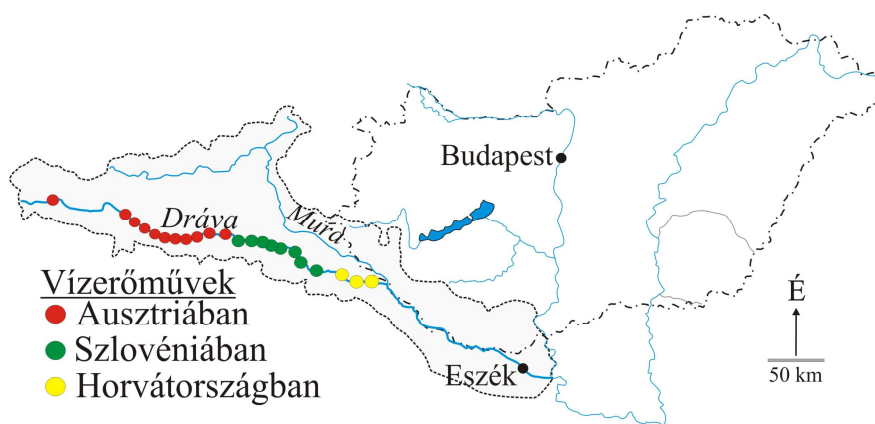 Budapest
Dráva
Mura
Vízerőművek
Ausztriában
Szlovéniában
Horvátországban
Eszék
É
50 km